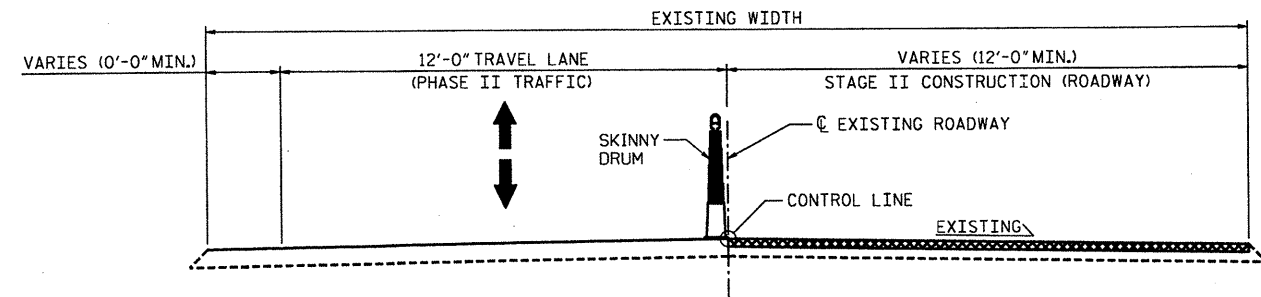 EXISTING WIDTH
VARIES (0'-0" MIN.)
12'-0" TRAVEL LANE
(PHASE II TRAFFIC)
VARIES (12'-0" MIN.)
STAGE II CONSTRUCTION (ROADWAY)
SKINNY
DRUM
℄ EXISTING ROADWAY
CONTROL LINE
EXISTING